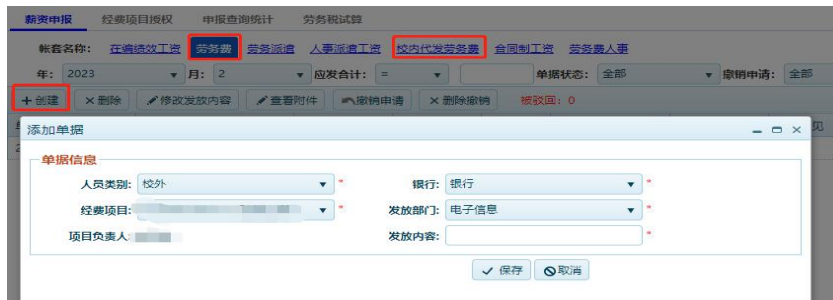 薪资申报 经费项目授权 申报查询统计 劳务税试算
帐套名称: 在编绩效工资 劳务费 劳务派遣 人事派遣工资 校内代发劳务费 合同制工资 劳务费人事
年: 2023 月: 2 应发合计: = 单据状态: 全部 撤销申请: 全部
+创建 ×删除 修改发放内容 查看附件 撤销申请 ×删除撤销 被驳回: 0
见
添加单据
单据信息
人员类别: 校外 * 银行: 银行 *
经费项目: * 发放部门: 电子信息 *
项目负责人: 发放内容: *
保存 取消